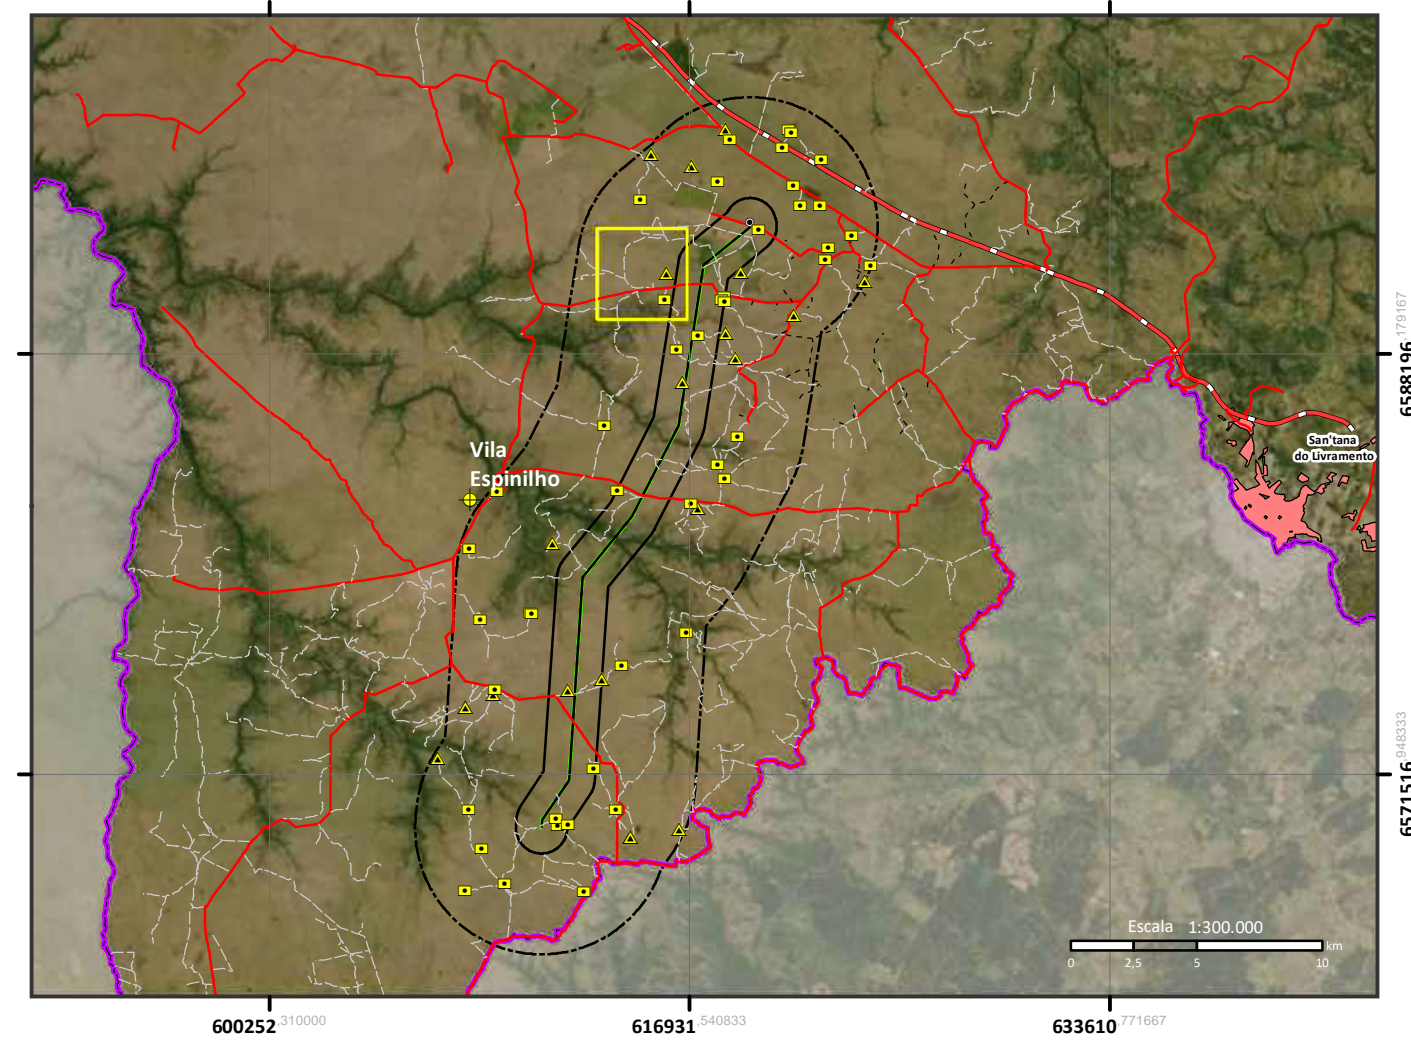 Vila
Espinilho
San'tana
do Livramento
6588196,179167
6571516,948333
Escala 1:300.000
km
0 2,5 5 10
600252,310000
616931,540833
633610,771667